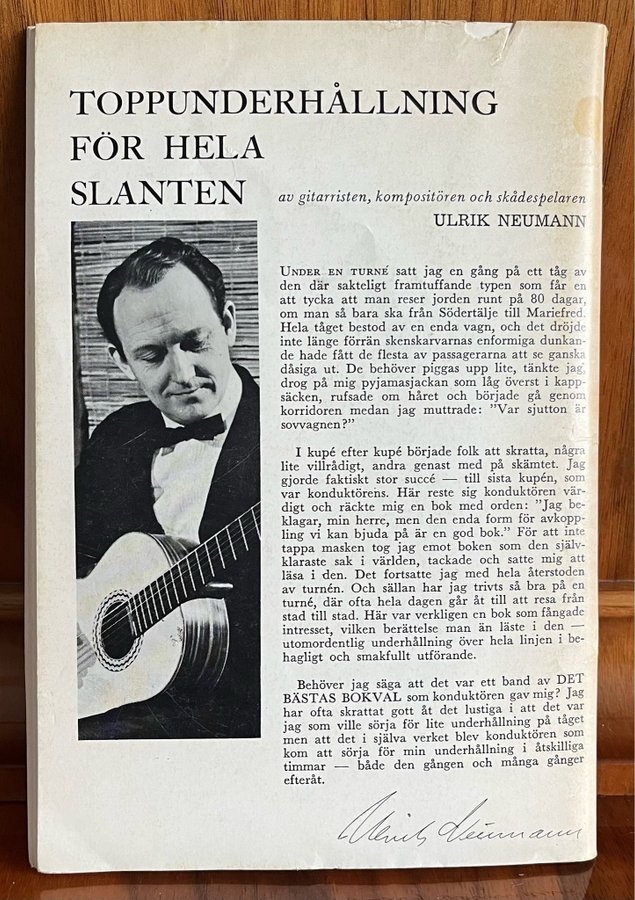 TOPPUNDERHÅLLNING
FÖR HELA
SLANTEN
av gitarristen, kompositören och skådespelaren
ULRIK NEUMANN
UNDER EN TURNÉ satt jag en gång på ett tåg av
den där sakteligt framtuffande typen som får en
att tycka att man reser jorden runt på 80 dagar,
om man så bara ska från Södertälje till Mariefred.
Hela tåget bestod av en enda vagn, och det dröjde
inte länge förrän skenskarvarnas enformiga dunkan-
de hade fått de flesta av passagerarna att se ganska
dåsiga ut. De behöver piggas upp lite, tänkte jag,
drog på mig pyjamasjackan som låg överst i kapp-
säcken, rufsade om håret och började gå genom
korridoren medan jag muttrade: ”Var sjutton är
sovvagnen?”
I kupé efter kupé började folk att skratta, några
lite villrådigt, andra genast med på skämtet. Jag
gjorde faktiskt stor succé — till sista kupén, som
var konduktörens. Här reste sig konduktören vär-
digt och räckte mig en bok med orden: ”Jag be-
klagar, min herre, men den enda form för avkopp-
ling vi kan bjuda på är en god bok.” För att inte
tappa masken tog jag emot boken som den själv-
klaraste sak i världen, tackade och satte mig att
läsa i den. Det fortsatte jag med hela återstoden
av turnén. Och sällan har jag trivts så bra på en
turné, där ofta hela dagen går åt till att resa från
stad till stad. Här var verkligen en bok som fångade
intresset, vilken berättelse man än läste i den —
utomordentlig underhållning över hela linjen i be-
hagligt och smakfullt utförande.
Behöver jag säga att det var ett band av DET
BÄSTAS BOKVAL som konduktören gav mig? Jag
har ofta skrattat gott åt det lustiga i att det var
jag som ville sörja för lite underhållning på tåget
men att det i själva verket blev konduktören som
kom att sörja för min underhållning i åtskilliga
timmar — både den gången och många gånger
efteråt.
Ulrik Neumann